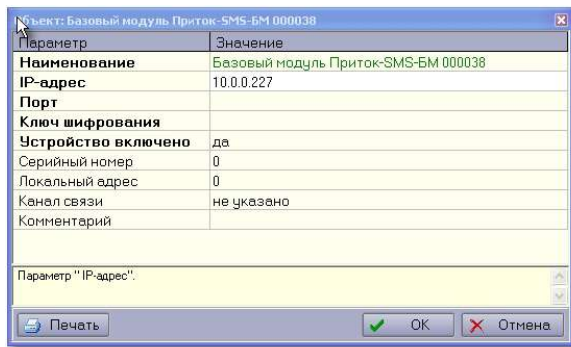 Объект: Базовый модуль Приток-SMS-БМ 000038
Параметр Значение
Наименование Базовый модуль Приток-SMS-БМ 000038
IP-адрес 10.0.0.227
Порт
Ключ шифрования
Устройство включено да
Серийный номер 0
Локальный адрес 0
Канал связи не указано
Комментарий
Параметр "IP-адрес".
Печать OK Отмена